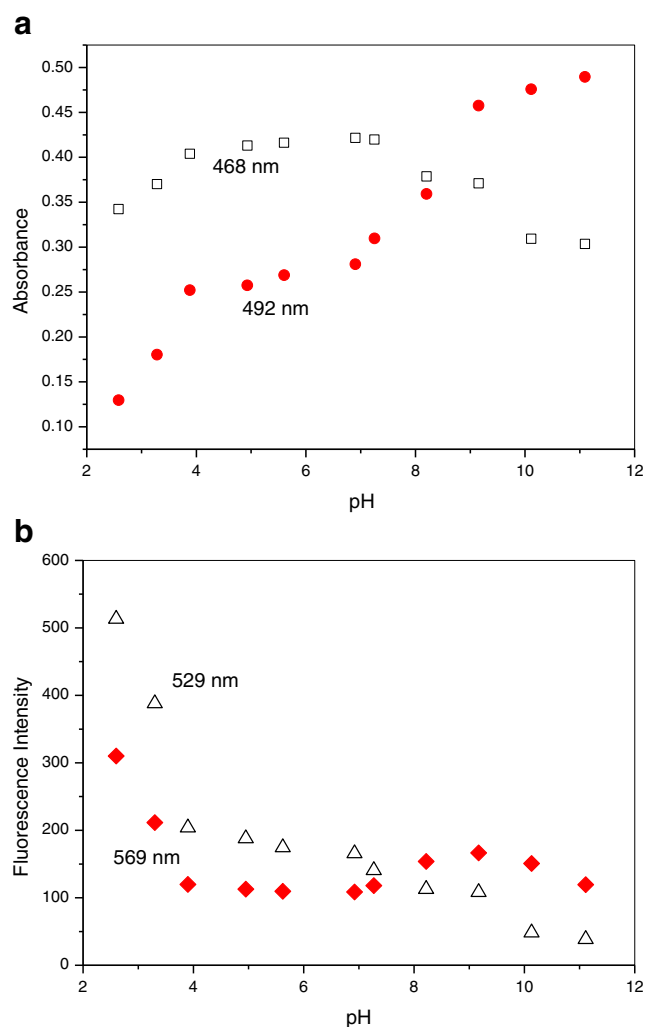 a
0.50
0.45
0.40
468 nm
0.35
0.30
492 nm
0.25
0.20
0.15
0.10
Absorbance
2 4 6 8 10 12
pH
b
600
500
529 nm
400
300
200
569 nm
100
0
Fluorescence Intensity
2 4 6 8 10 12
pH